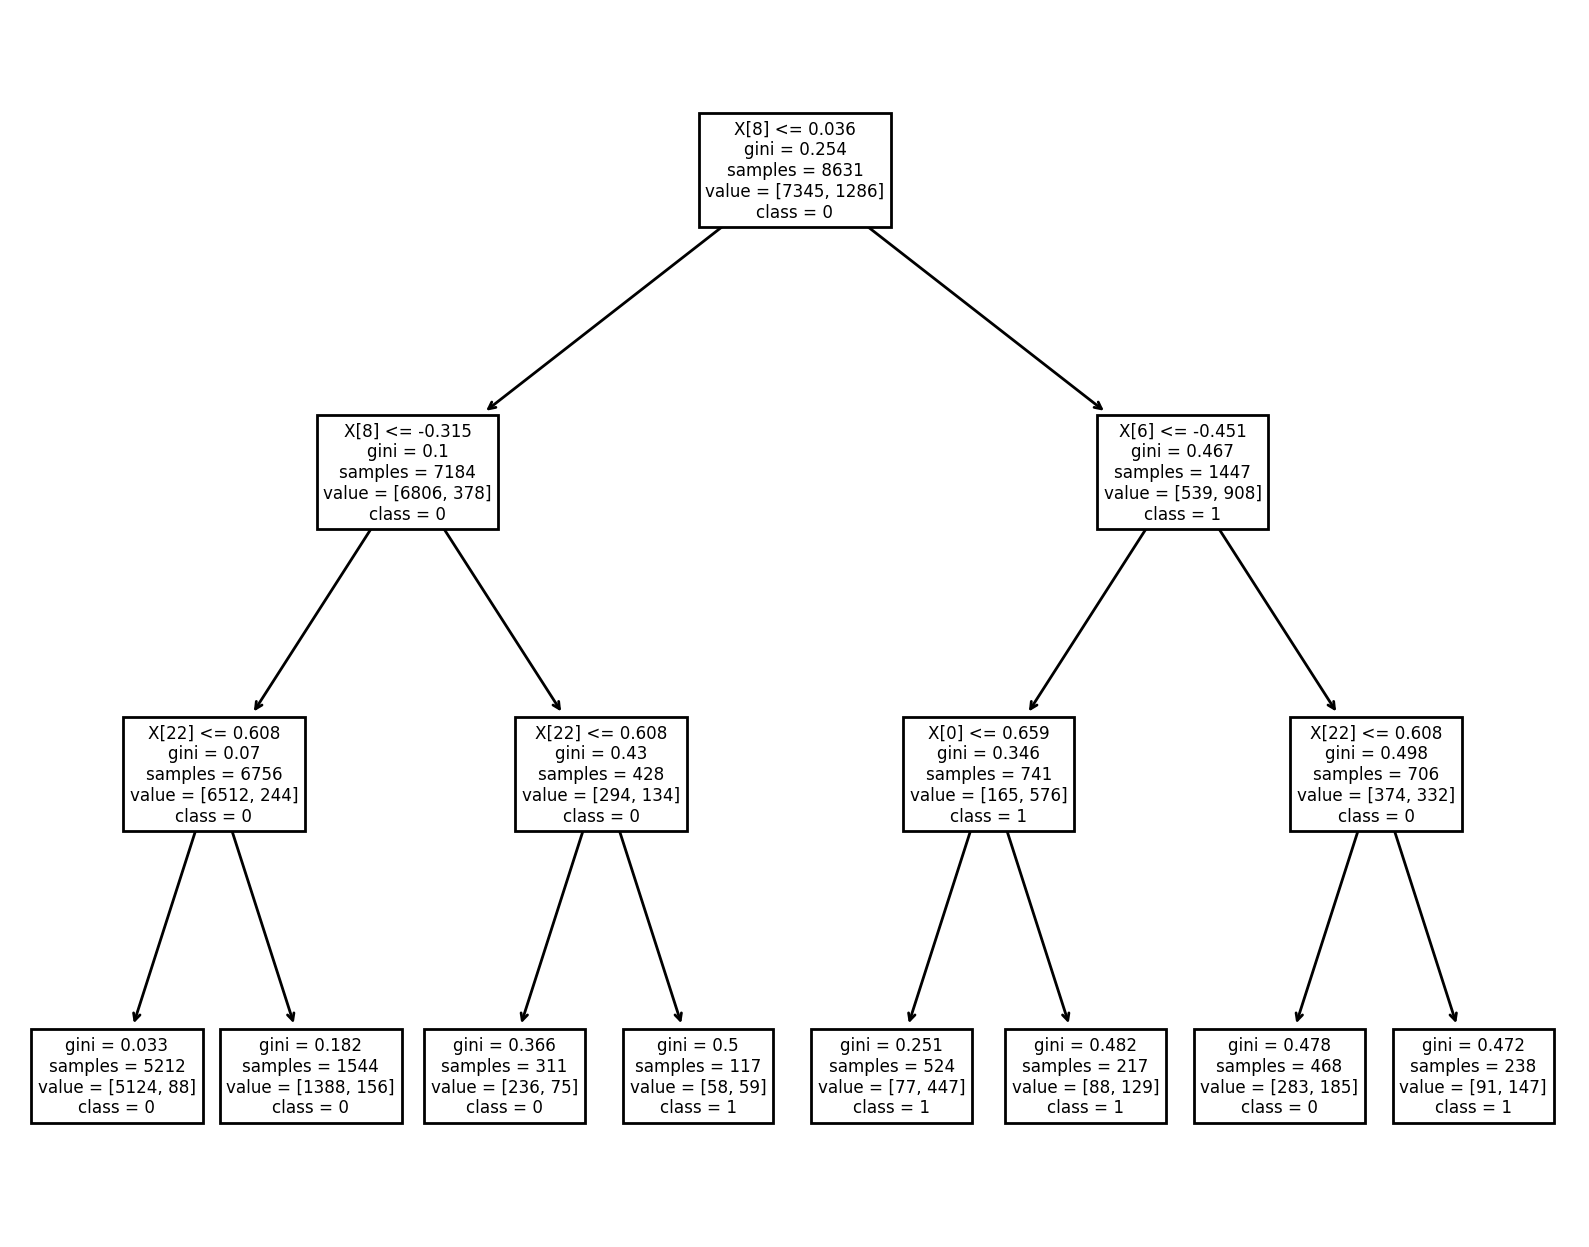 X[8] <= 0.036
gini = 0.254
samples = 8631
value = [7345, 1286]
class = 0
X[8] <= -0.315
gini = 0.1
samples = 7184
value = [6806, 378]
class = 0
X[6] <= -0.451
gini = 0.467
samples = 1447
value = [539, 908]
class = 1
X[22] <= 0.608
gini = 0.07
samples = 6756
value = [6512, 244]
class = 0
X[22] <= 0.608
gini = 0.43
samples = 428
value = [294, 134]
class = 0
X[0] <= 0.659
gini = 0.346
samples = 741
value = [165, 576]
class = 1
X[22] <= 0.608
gini = 0.498
samples = 706
value = [374, 332]
class = 0
gini = 0.033
samples = 5212
value = [5124, 88]
class = 0
gini = 0.182
samples = 1544
value = [1388, 156]
class = 0
gini = 0.366
samples = 311
value = [236, 75]
class = 0
gini = 0.5
samples = 117
value = [58, 59]
class = 1
gini = 0.251
samples = 524
value = [77, 447]
class = 1
gini = 0.482
samples = 217
value = [88, 129]
class = 1
gini = 0.478
samples = 468
value = [283, 185]
class = 0
gini = 0.472
samples = 238
value = [91, 147]
class = 1